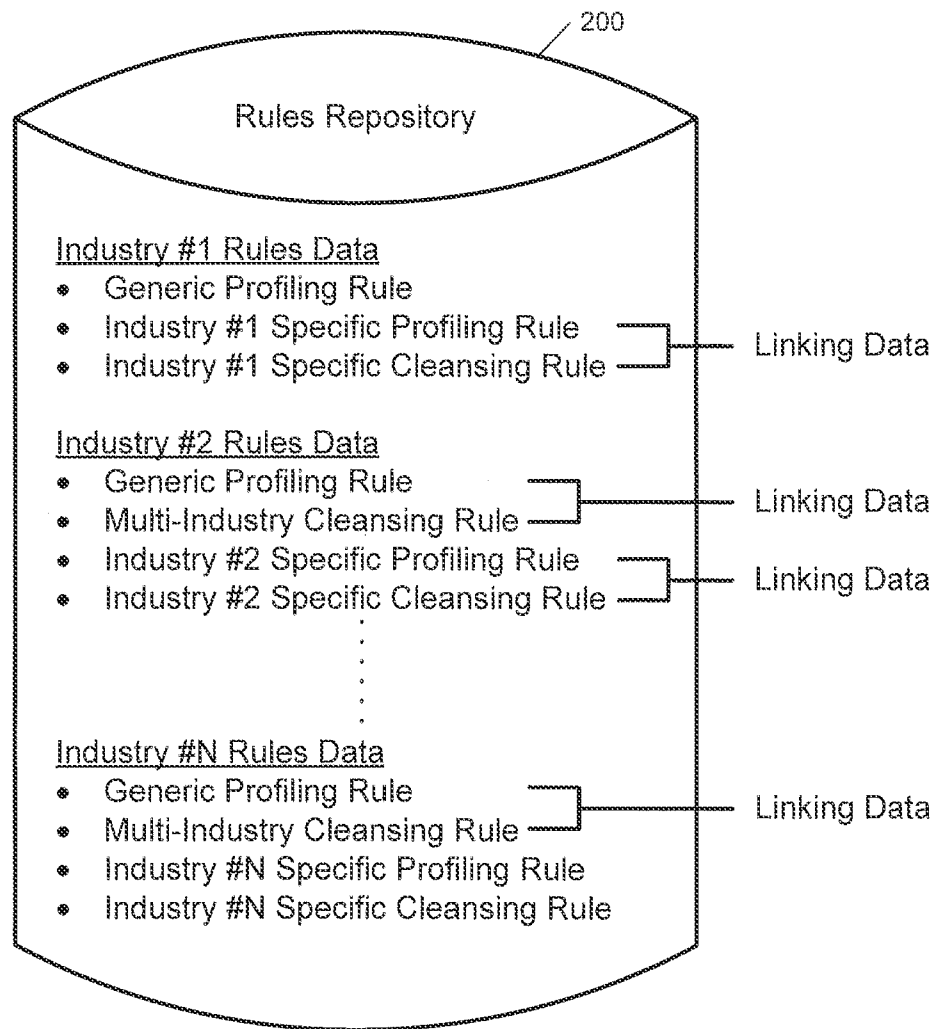 200
Rules Repository
Industry #1 Rules Data
• Generic Profiling Rule
• Industry #1 Specific Profiling Rule
• Industry #1 Specific Cleansing Rule
Linking Data
Industry #2 Rules Data
• Generic Profiling Rule
• Multi-Industry Cleansing Rule
Linking Data
• Industry #2 Specific Profiling Rule
• Industry #2 Specific Cleansing Rule
Linking Data
Industry #N Rules Data
• Generic Profiling Rule
• Multi-Industry Cleansing Rule
Linking Data
• Industry #N Specific Profiling Rule
• Industry #N Specific Cleansing Rule